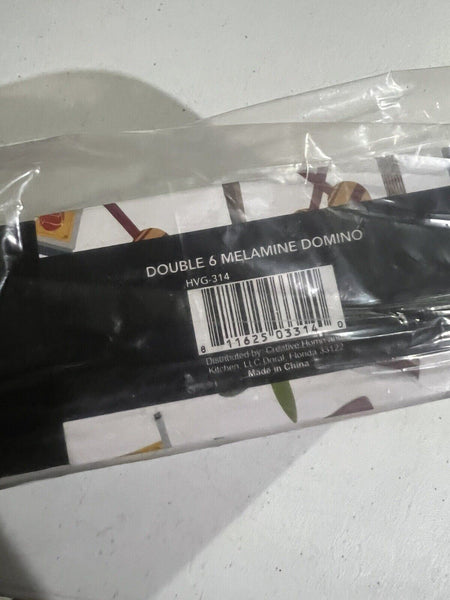 DOUBLE 6 MELAMINE DOMINO
HVG-314
8 11625 03314 0
Distributed by: Creative Home and
Kitchen, LLC Doral, Florida 33122
Made in China